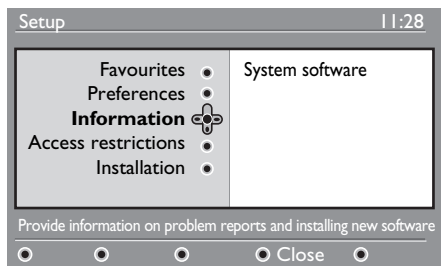 Setup 11:28
Favourites System software
Preferences
Information
Access restrictions
Installation
Provide information on problem reports and installing new software
Close